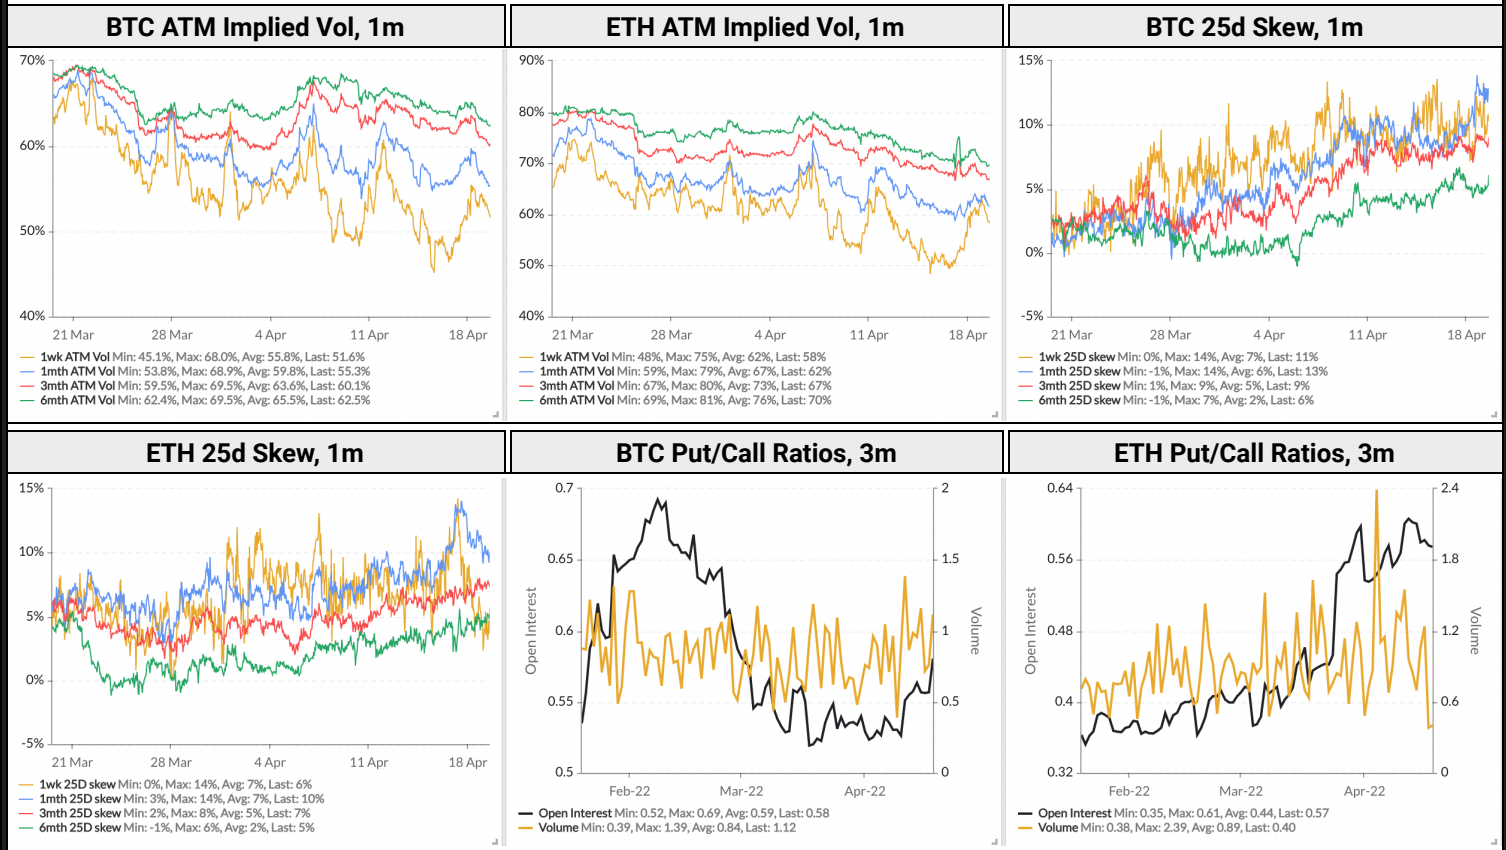 BTC ATM Implied Vol, 1m
70%
60%
50%
40%
21 Mar 28 Mar 4 Apr 11 Apr 18 Apr
1wk ATM Vol Min: 45.1%, Max: 68.0%, Avg: 55.8%, Last: 51.6%
1mth ATM Vol Min: 53.8%, Max: 68.9%, Avg: 59.8%, Last: 55.3%
3mth ATM Vol Min: 59.5%, Max: 69.5%, Avg: 63.6%, Last: 60.1%
6mth ATM Vol Min: 62.4%, Max: 69.5%, Avg: 65.5%, Last: 62.5%
ETH ATM Implied Vol, 1m
90%
80%
70%
60%
50%
40%
21 Mar 28 Mar 4 Apr 11 Apr 18 Apr
1wk ATM Vol Min: 48%, Max: 75%, Avg: 62%, Last: 58%
1mth ATM Vol Min: 59%, Max: 79%, Avg: 67%, Last: 62%
3mth ATM Vol Min: 67%, Max: 80%, Avg: 73%, Last: 67%
6mth ATM Vol Min: 69%, Max: 81%, Avg: 76%, Last: 70%
BTC 25d Skew, 1m
15%
10%
5%
0%
-5%
21 Mar 28 Mar 4 Apr 11 Apr 18 Apr
1wk 25D skew Min: 0%, Max: 14%, Avg: 7%, Last: 11%
1mth 25D skew Min: -1%, Max: 14%, Avg: 6%, Last: 13%
3mth 25D skew Min: 1%, Max: 9%, Avg: 5%, Last: 9%
6mth 25D skew Min: -1%, Max: 7%, Avg: 2%, Last: 6%
ETH 25d Skew, 1m
15%
10%
5%
0%
-5%
21 Mar 28 Mar 4 Apr 11 Apr 18 Apr
1wk 25D skew Min: 0%, Max: 14%, Avg: 7%, Last: 6%
1mth 25D skew Min: 3%, Max: 14%, Avg: 7%, Last: 10%
3mth 25D skew Min: 2%, Max: 8%, Avg: 5%, Last: 7%
6mth 25D skew Min: -1%, Max: 6%, Avg: 2%, Last: 5%
BTC Put/Call Ratios, 3m
0.7 2
0.65 1.5
0.6 1
0.55 0.5
0.5 0
Open Interest
Volume
Feb-22 Mar-22 Apr-22
Open Interest Min: 0.52, Max: 0.69, Avg: 0.59, Last: 0.58
Volume Min: 0.39, Max: 1.39, Avg: 0.84, Last: 1.12
ETH Put/Call Ratios, 3m
0.64 2.4
0.56 1.8
0.48 1.2
0.4 0.6
0.32 0
Open Interest
Volume
Feb-22 Mar-22 Apr-22
Open Interest Min: 0.35, Max: 0.61, Avg: 0.44, Last: 0.57
Volume Min: 0.38, Max: 2.39, Avg: 0.89, Last: 0.40